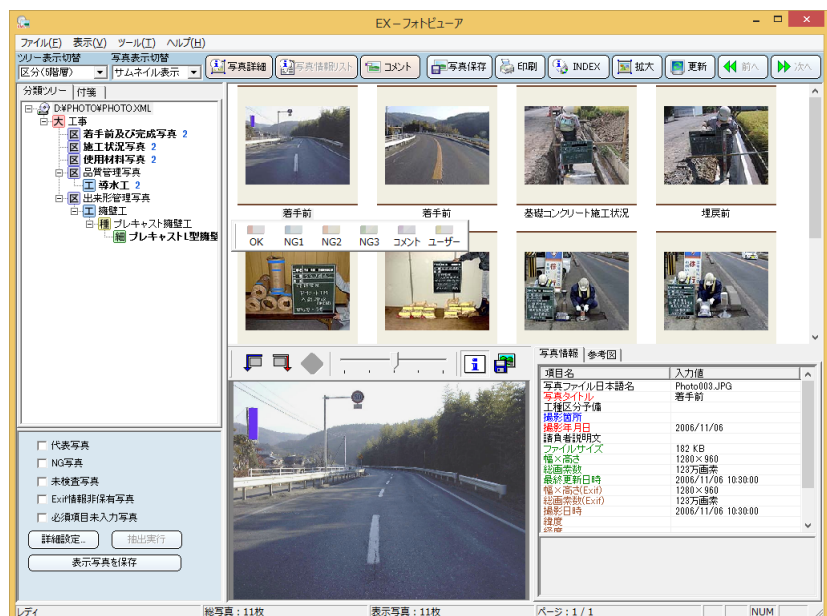 EX－フォトビューア
ファイル(F) 表示(V) ツール(T) ヘルプ(H)
ツリー表示切替 写真表示切替
区分(5階層) サムネイル表示 写真詳細 写真情報リスト コメント 写真保存 印刷 INDEX 拡大 更新 前へ 次へ
分類ツリー 付箋
D:¥PHOTO¥PHOTO.XML
大 工事
区 着手前及び完成写真 2
区 施工状況写真 2
区 使用材料写真 2
区 品質管理写真
工 導水工 2
区 出来形管理写真
工 擁壁工
種 プレキャスト擁壁工
細 プレキャストL型擁壁
着手前 着手前 基礎コンクリート施工状況 埋戻前
OK NG1 NG2 NG3 コメント ユーザー
写真情報 参考図
項目名 入力値
写真ファイル日本語名 Photo003.JPG
写真タイトル 着手前
工種区分予備
撮影箇所
撮影年月日 2006/11/06
請負者説明文
ファイルサイズ 182 KB
幅×高さ 1280×960
総画素数 123万画素
最終更新日時 2006/11/06 10:30:00
幅×高さ(Exif) 1280×960
総画素数(Exif) 123万画素
撮影日時 2006/11/06 10:30:00
緯度
経度
代表写真
NG写真
未検査写真
Exif情報非保有写真
必須項目未入力写真
詳細設定... 抽出実行
表示写真を保存
レディ 総写真：11枚 表示写真：11枚 ページ：1 / 1 NUM